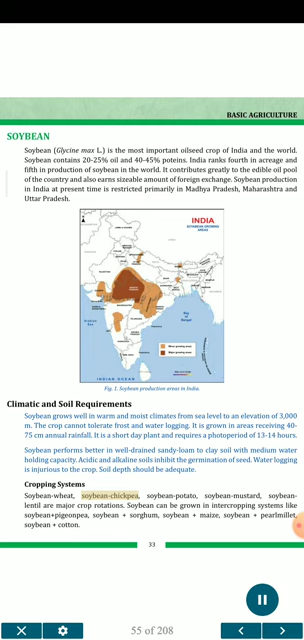 BASIC AGRICULTURE
SOYBEAN
Soybean (Glycine max L.) is the most important oilseed crop of India and the world.
Soybean contains 20-25% oil and 40-45% poteins. India ranks fourth in acreage and
fifth in production of soybean in the world. It contributes greatly to the edible oil pool
of the country and also earns sizeable amount of foreign exchange. Soybean production
in India at present time is restricted primarily in Madhya Pradesh, Maharashtra and
Uttar Pradesh.
INDIA
SOYBEAN GROWING
AREAS
Bay
of
Bengal
INDIAN OCEAN
Fig. 1. Soybean production areas in India.
Climatic and Soil Requirements
Soybean grows well in warm and moist climates from sea level to an elevation of 3,000
m. The crop cannot tolerate frost and water logging. It is grown in areas receiving 40-
75 cm annual rainfall. It is a short day plant and requires a photoperiod of 13-14 hours.
Soybean performs better in well-drained sandy-loam to clay soil with medium water
holding capacity. Acidic and alkaline soils inhibit the germination of seed. Water logging
is injurious to the crop. Soil depth should be adequate.
Cropping Systems
Soybean-wheat, soybean-chickpea, soybean-potato, soybean-mustard, soybean-
lentil are major crop rotations. Soybean can be grown in intercropping systems like
soybean+pigeonpea, soybean + sorghum, soybean + maize, soybean + pearlmillet,
soybean + cotton.
33
55 of 208